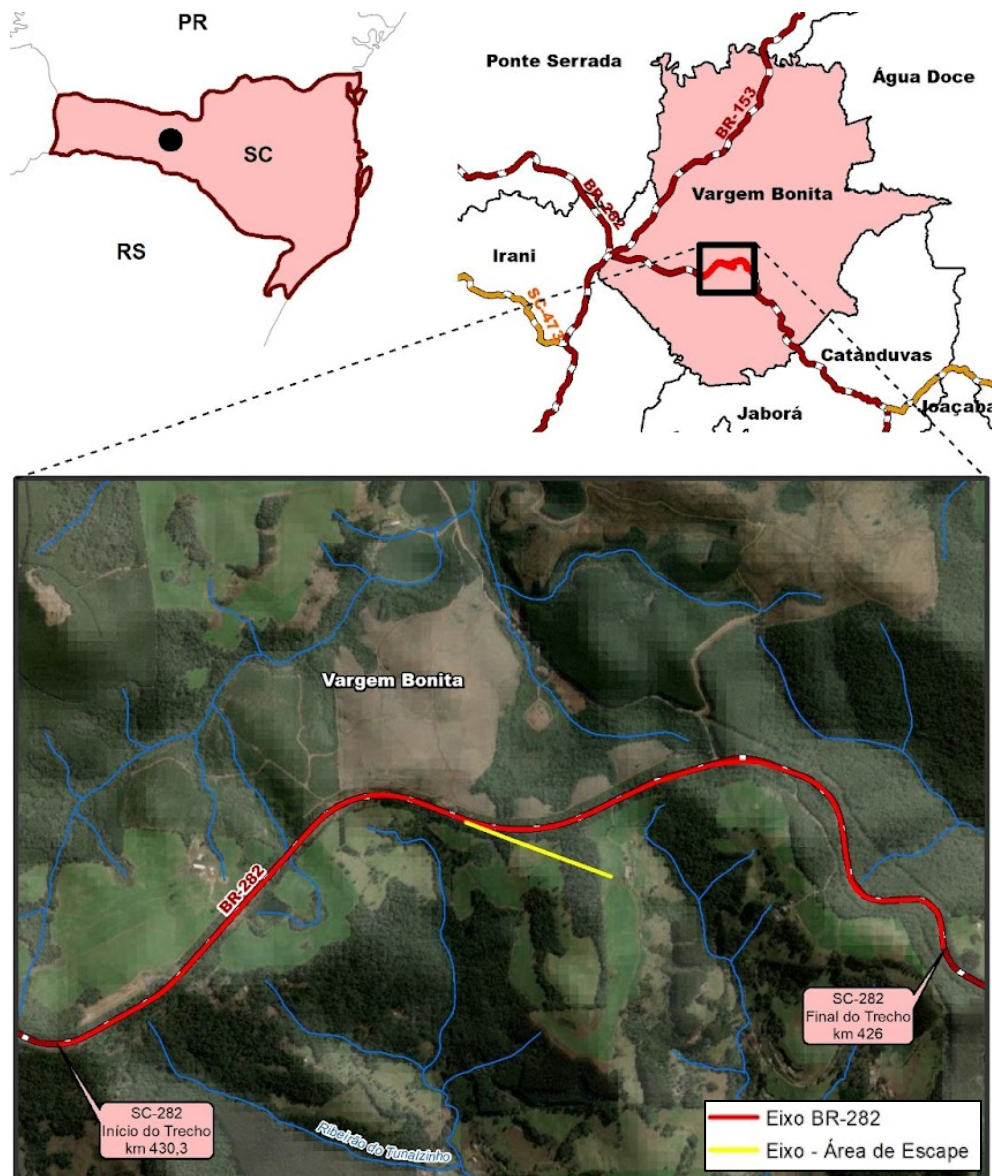 PR
SC
RS
Ponte Serrada
Água Doce
BR-153
Vargem Bonita
BR-262
Irani
SC-473
Catanduvas
Joaçaba
Jaborá
Vargem Bonita
BR-282
SC-282
Final do Trecho
km 426
SC-282
Início do Trecho
km 430,3
Ribeirão do Tunalzinho
Eixo BR-282
Eixo - Área de Escape